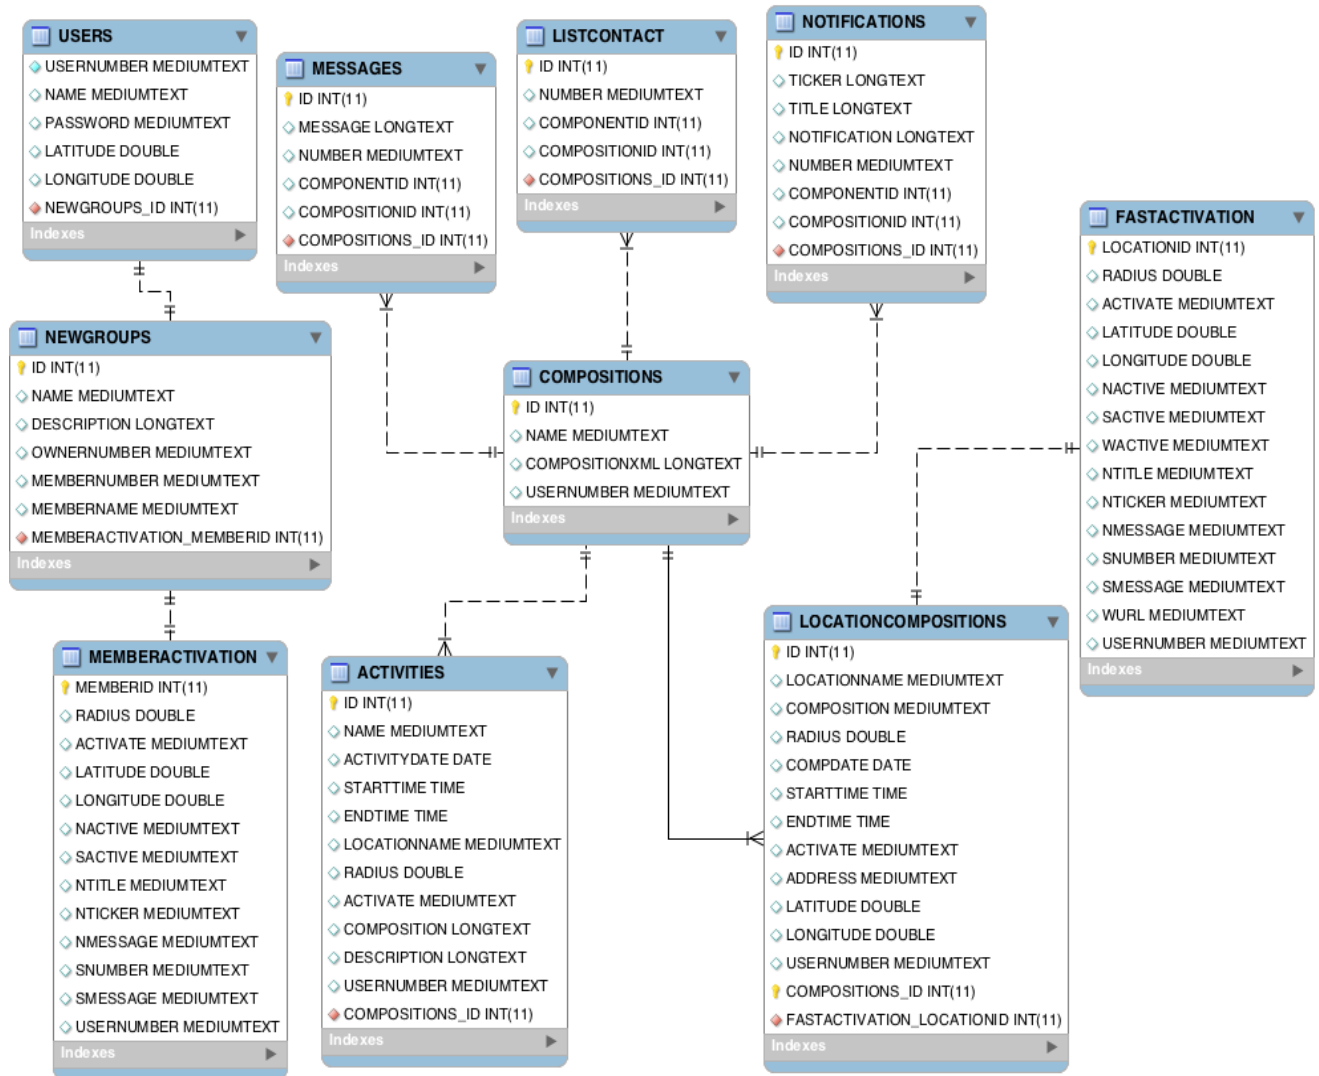 USERS
USERNUMBER MEDIUMTEXT
NAME MEDIUMTEXT
PASSWORD MEDIUMTEXT
LATITUDE DOUBLE
LONGITUDE DOUBLE
NEWGROUPS_ID INT(11)
Indexes
MESSAGES
ID INT(11)
MESSAGE LONGTEXT
NUMBER MEDIUMTEXT
COMPONENTID INT(11)
COMPOSITIONID INT(11)
COMPOSITIONS_ID INT(11)
Indexes
LISTCONTACT
ID INT(11)
NUMBER MEDIUMTEXT
COMPONENTID INT(11)
COMPOSITIONID INT(11)
COMPOSITIONS_ID INT(11)
Indexes
NOTIFICATIONS
ID INT(11)
TICKER LONGTEXT
TITLE LONGTEXT
NOTIFICATION LONGTEXT
NUMBER MEDIUMTEXT
COMPONENTID INT(11)
COMPOSITIONID INT(11)
COMPOSITIONS_ID INT(11)
Indexes
FASTACTIVATION
LOCATIONID INT(11)
RADIUS DOUBLE
ACTIVATE MEDIUMTEXT
LATITUDE DOUBLE
LONGITUDE DOUBLE
NACTIVE MEDIUMTEXT
SACTIVE MEDIUMTEXT
WACTIVE MEDIUMTEXT
NTITLE MEDIUMTEXT
NTICKER MEDIUMTEXT
NMESSAGE MEDIUMTEXT
SNUMBER MEDIUMTEXT
SMESSAGE MEDIUMTEXT
WURL MEDIUMTEXT
USERNUMBER MEDIUMTEXT
Indexes
NEWGROUPS
ID INT(11)
NAME MEDIUMTEXT
DESCRIPTION LONGTEXT
OWNERNUMBER MEDIUMTEXT
MEMBERNUMBER MEDIUMTEXT
MEMBERNAME MEDIUMTEXT
MEMBERACTIVATION_MEMBERID INT(11)
Indexes
COMPOSITIONS
ID INT(11)
NAME MEDIUMTEXT
COMPOSITIONXML LONGTEXT
USERNUMBER MEDIUMTEXT
Indexes
MEMBERACTIVATION
MEMBERID INT(11)
RADIUS DOUBLE
ACTIVATE MEDIUMTEXT
LATITUDE DOUBLE
LONGITUDE DOUBLE
NACTIVE MEDIUMTEXT
SACTIVE MEDIUMTEXT
NTITLE MEDIUMTEXT
NTICKER MEDIUMTEXT
NMESSAGE MEDIUMTEXT
SNUMBER MEDIUMTEXT
SMESSAGE MEDIUMTEXT
USERNUMBER MEDIUMTEXT
Indexes
ACTIVITIES
ID INT(11)
NAME MEDIUMTEXT
ACTIVITYDATE DATE
STARTTIME TIME
ENDTIME TIME
LOCATIONNAME MEDIUMTEXT
RADIUS DOUBLE
ACTIVATE MEDIUMTEXT
COMPOSITION LONGTEXT
DESCRIPTION LONGTEXT
USERNUMBER MEDIUMTEXT
COMPOSITIONS_ID INT(11)
Indexes
LOCATIONCOMPOSITIONS
ID INT(11)
LOCATIONNAME MEDIUMTEXT
COMPOSITION MEDIUMTEXT
RADIUS DOUBLE
COMPDATE DATE
STARTTIME TIME
ENDTIME TIME
ACTIVATE MEDIUMTEXT
ADDRESS MEDIUMTEXT
LATITUDE DOUBLE
LONGITUDE DOUBLE
USERNUMBER MEDIUMTEXT
COMPOSITIONS_ID INT(11)
FASTACTIVATION_LOCATIONID INT(11)
Indexes